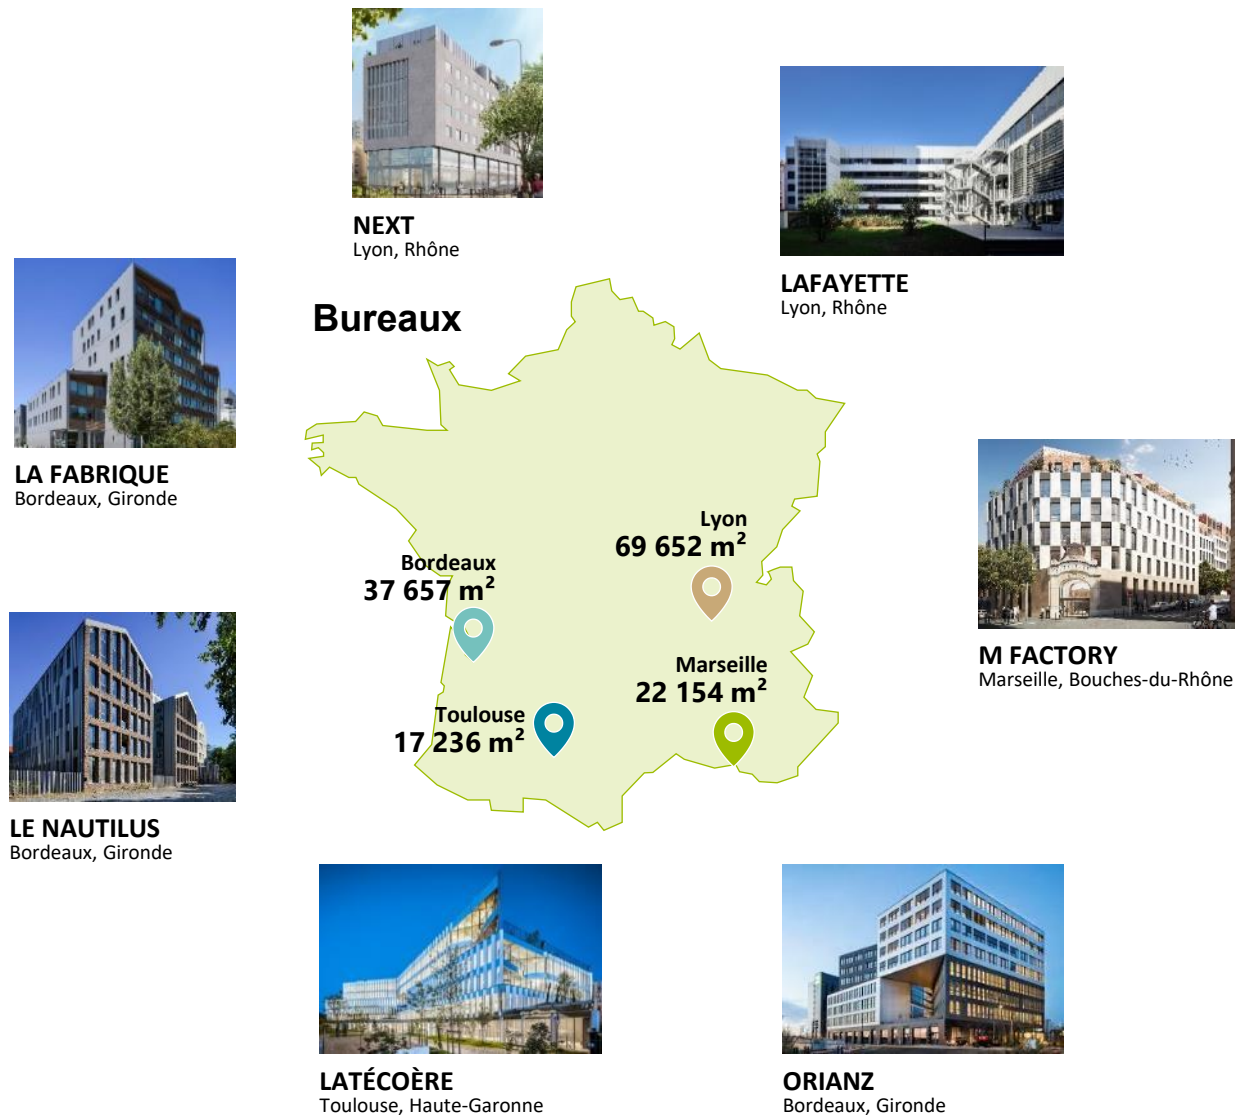 NEXT
Lyon, Rhône
LAFAYETTE
Lyon, Rhône
Bureaux
LA FABRIQUE
Bordeaux, Gironde
Lyon
69 652 m²
Bordeaux
37 657 m²
M FACTORY
Marseille, Bouches-du-Rhône
Marseille
22 154 m²
Toulouse
17 236 m²
LE NAUTILUS
Bordeaux, Gironde
LATÉCOÈRE
Toulouse, Haute-Garonne
ORIANZ
Bordeaux, Gironde